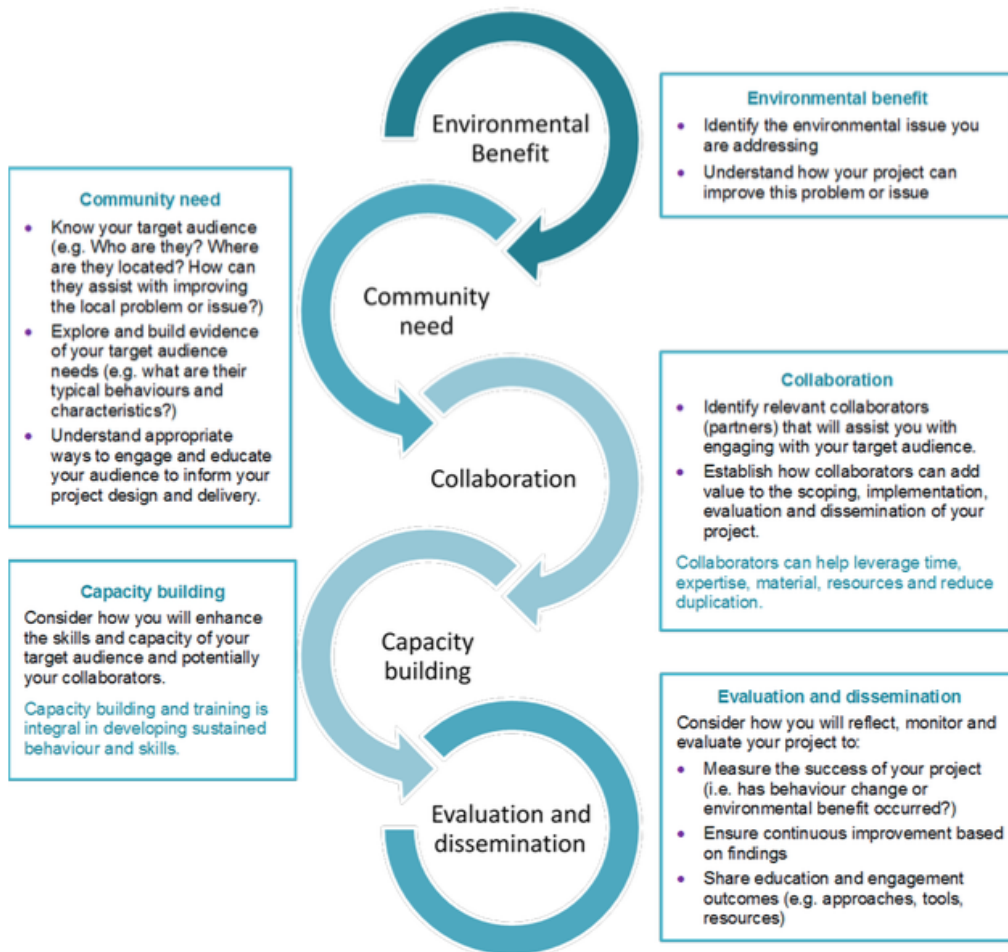 Environmental
Benefit
Environmental benefit
• Identify the environmental issue you
are addressing
• Understand how your project can
improve this problem or issue
Community need
• Know your target audience
(e.g. Who are they? Where
are they located? How can
they assist with improving
the local problem or issue?)
• Explore and build evidence
of your target audience
needs (e.g. what are their
typical behaviours and
characteristics?)
• Understand appropriate
ways to engage and educate
your audience to inform your
project design and delivery.
Community
need
Collaboration
Collaboration
• Identify relevant collaborators
(partners) that will assist you with
engaging with your target audience.
• Establish how collaborators can add
value to the scoping, implementation,
evaluation and dissemination of your
project.
Collaborators can help leverage time,
expertise, material, resources and reduce
duplication.
Capacity building
Consider how you will enhance
the skills and capacity of your
target audience and potentially
your collaborators.
Capacity building and training is
integral in developing sustained
behaviour and skills.
Capacity
building
Evaluation and
dissemination
Evaluation and dissemination
Consider how you will reflect, monitor and
evaluate your project to:
• Measure the success of your project
(i.e. has behaviour change or
environmental benefit occurred?)
• Ensure continuous improvement based
on findings
• Share education and engagement
outcomes (e.g. approaches, tools,
resources)